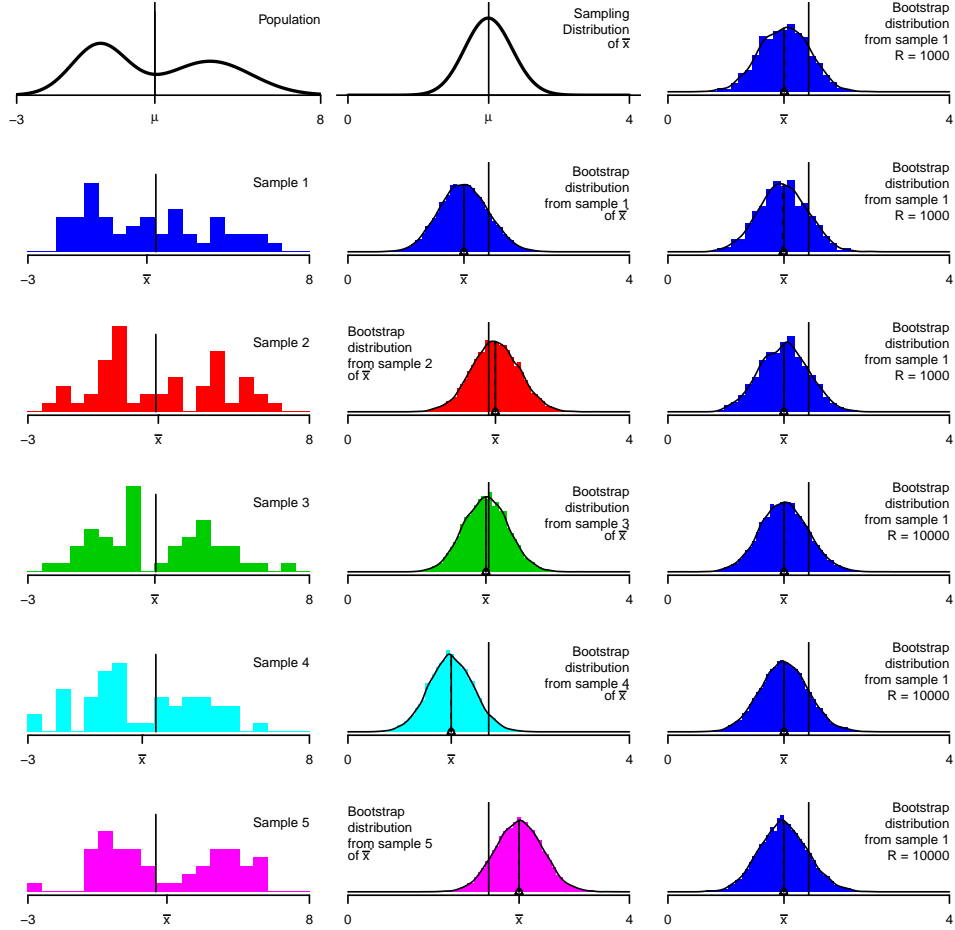 Population
−3
μ
8
Sampling
Distribution
of x̄
0
μ
4
Bootstrap
distribution
from sample 1
R = 1000
0
x̄
4
Sample 1
−3
x̄
8
Bootstrap
distribution
from sample 1
of x̄
0
x̄
4
Bootstrap
distribution
from sample 1
R = 1000
0
x̄
4
Sample 2
−3
x̄
8
Bootstrap
distribution
from sample 2
of x̄
0
x̄
4
Bootstrap
distribution
from sample 1
R = 1000
0
x̄
4
Sample 3
−3
x̄
8
Bootstrap
distribution
from sample 3
of x̄
0
x̄
4
Bootstrap
distribution
from sample 1
R = 10000
0
x̄
4
Sample 4
−3
x̄
8
Bootstrap
distribution
from sample 4
of x̄
0
x̄
4
Bootstrap
distribution
from sample 1
R = 10000
0
x̄
4
Sample 5
−3
x̄
8
Bootstrap
distribution
from sample 5
of x̄
0
x̄
4
Bootstrap
distribution
from sample 1
R = 10000
0
x̄
4